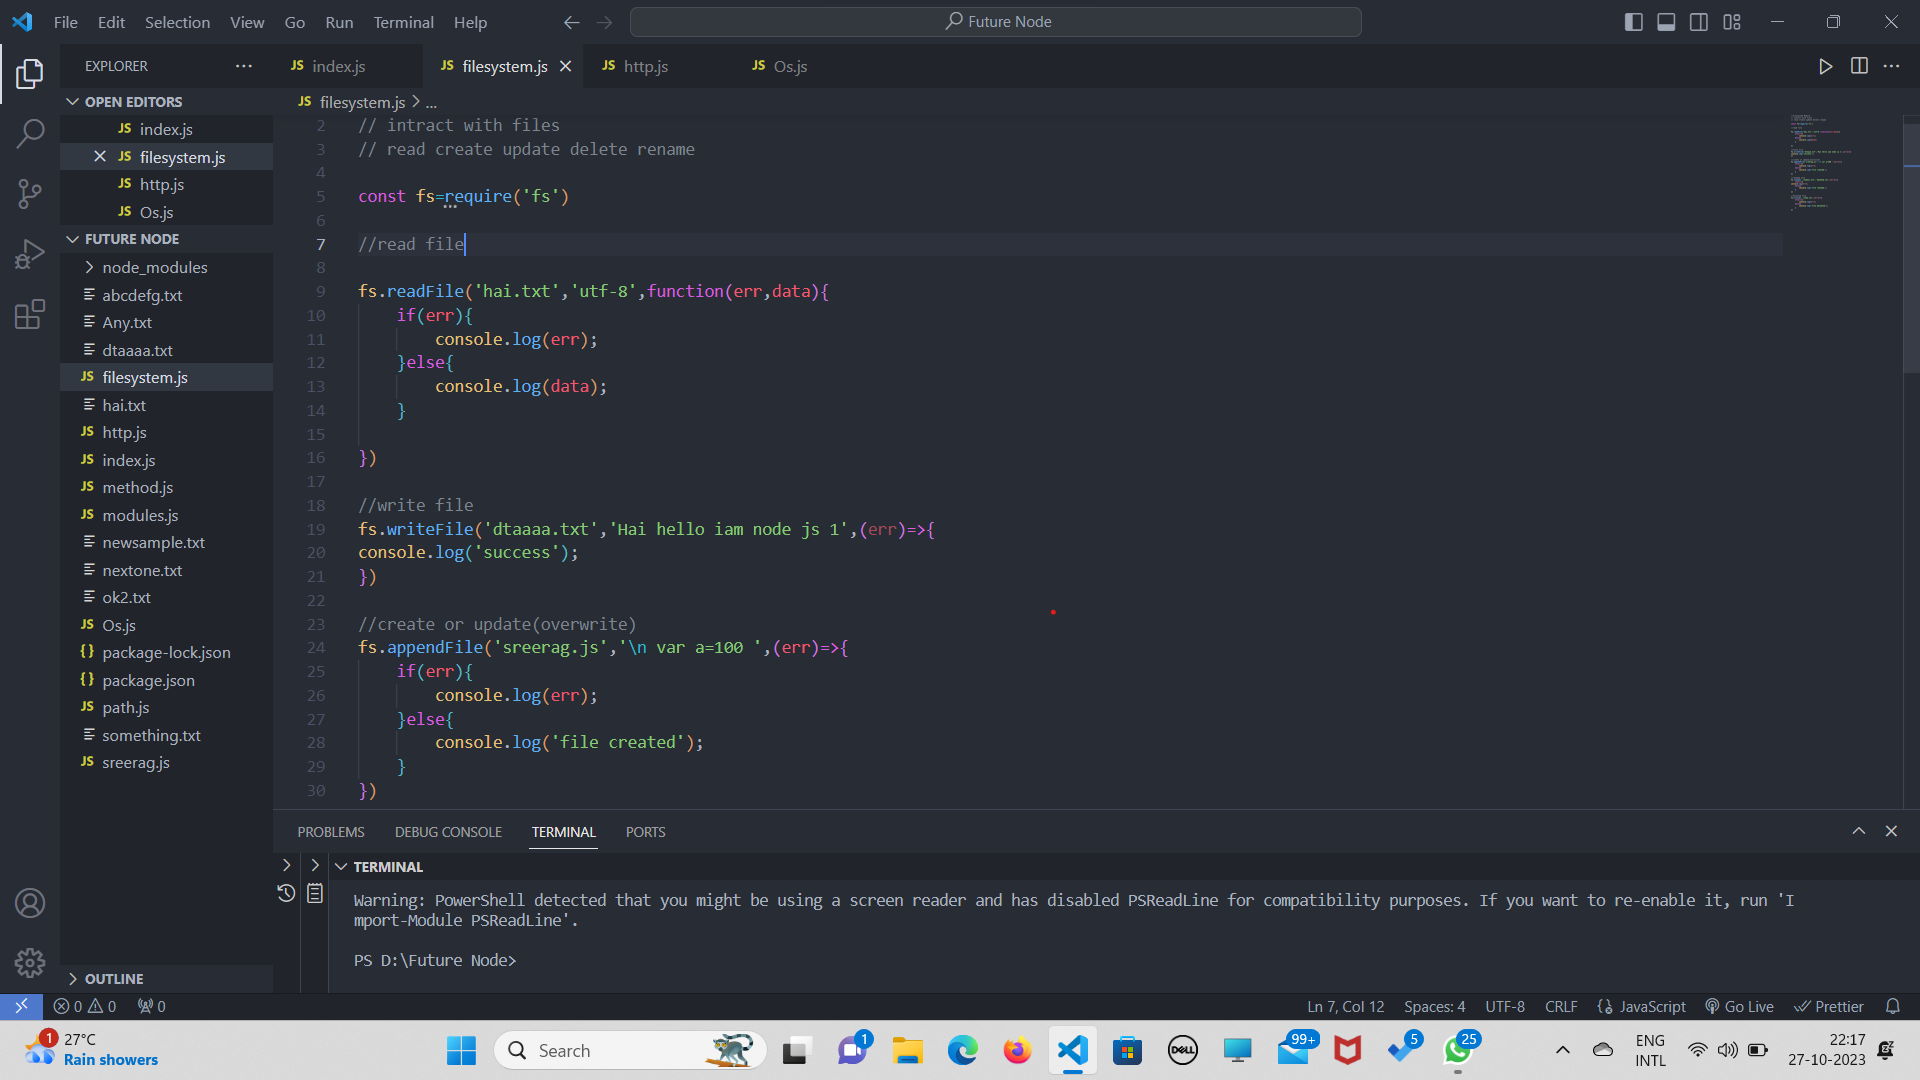 File Edit Selection View Go Run Terminal Help
Future Node
EXPLORER
JS index.js
JS filesystem.js
JS http.js
JS Os.js
OPEN EDITORS
JS index.js
JS filesystem.js
JS http.js
JS Os.js
FUTURE NODE
node_modules
abcdefg.txt
Any.txt
dtaaaa.txt
JS filesystem.js
hai.txt
JS http.js
JS index.js
JS method.js
JS modules.js
newsample.txt
nextone.txt
ok2.txt
JS Os.js
{} package-lock.json
{} package.json
JS path.js
something.txt
JS sreerag.js
OUTLINE
JS filesystem.js > ...
2 // intract with files
3 // read create update delete rename
4
5 const fs=require('fs')
6
7 //read file
8
9 fs.readFile('hai.txt','utf-8',function(err,data){
10 if(err){
11 console.log(err);
12 }else{
13 console.log(data);
14 }
15
16 })
17
18 //write file
19 fs.writeFile('dtaaaa.txt','Hai hello iam node js 1',(err)=>{
20 console.log('success');
21 })
22
23 //create or update(overwrite)
24 fs.appendFile('sreerag.js','\n var a=100 ',(err)=>{
25 if(err){
26 console.log(err);
27 }else{
28 console.log('file created');
29 }
30 })
PROBLEMS DEBUG CONSOLE TERMINAL PORTS
TERMINAL
Warning: PowerShell detected that you might be using a screen reader and has disabled PSReadLine for compatibility purposes. If you want to re-enable it, run 'I
mport-Module PSReadLine'.
PS D:\Future Node>
0 0 0
Ln 7, Col 12 Spaces: 4 UTF-8 CRLF {} JavaScript Go Live Prettier
1
27°C
Rain showers
Search
1
DELL
99+
5
25
ENG
INTL
22:17
27-10-2023